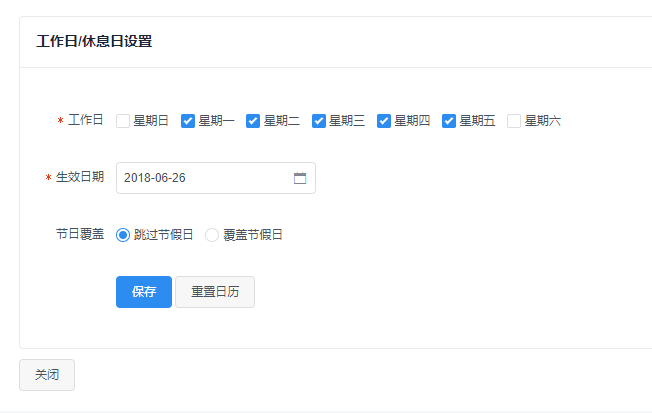 工作日/休息日设置
* 工作日 星期日 星期一 星期二 星期三 星期四 星期五 星期六
* 生效日期 2018-06-26
节日覆盖 跳过节假日 覆盖节假日
保存 重置日历
关闭